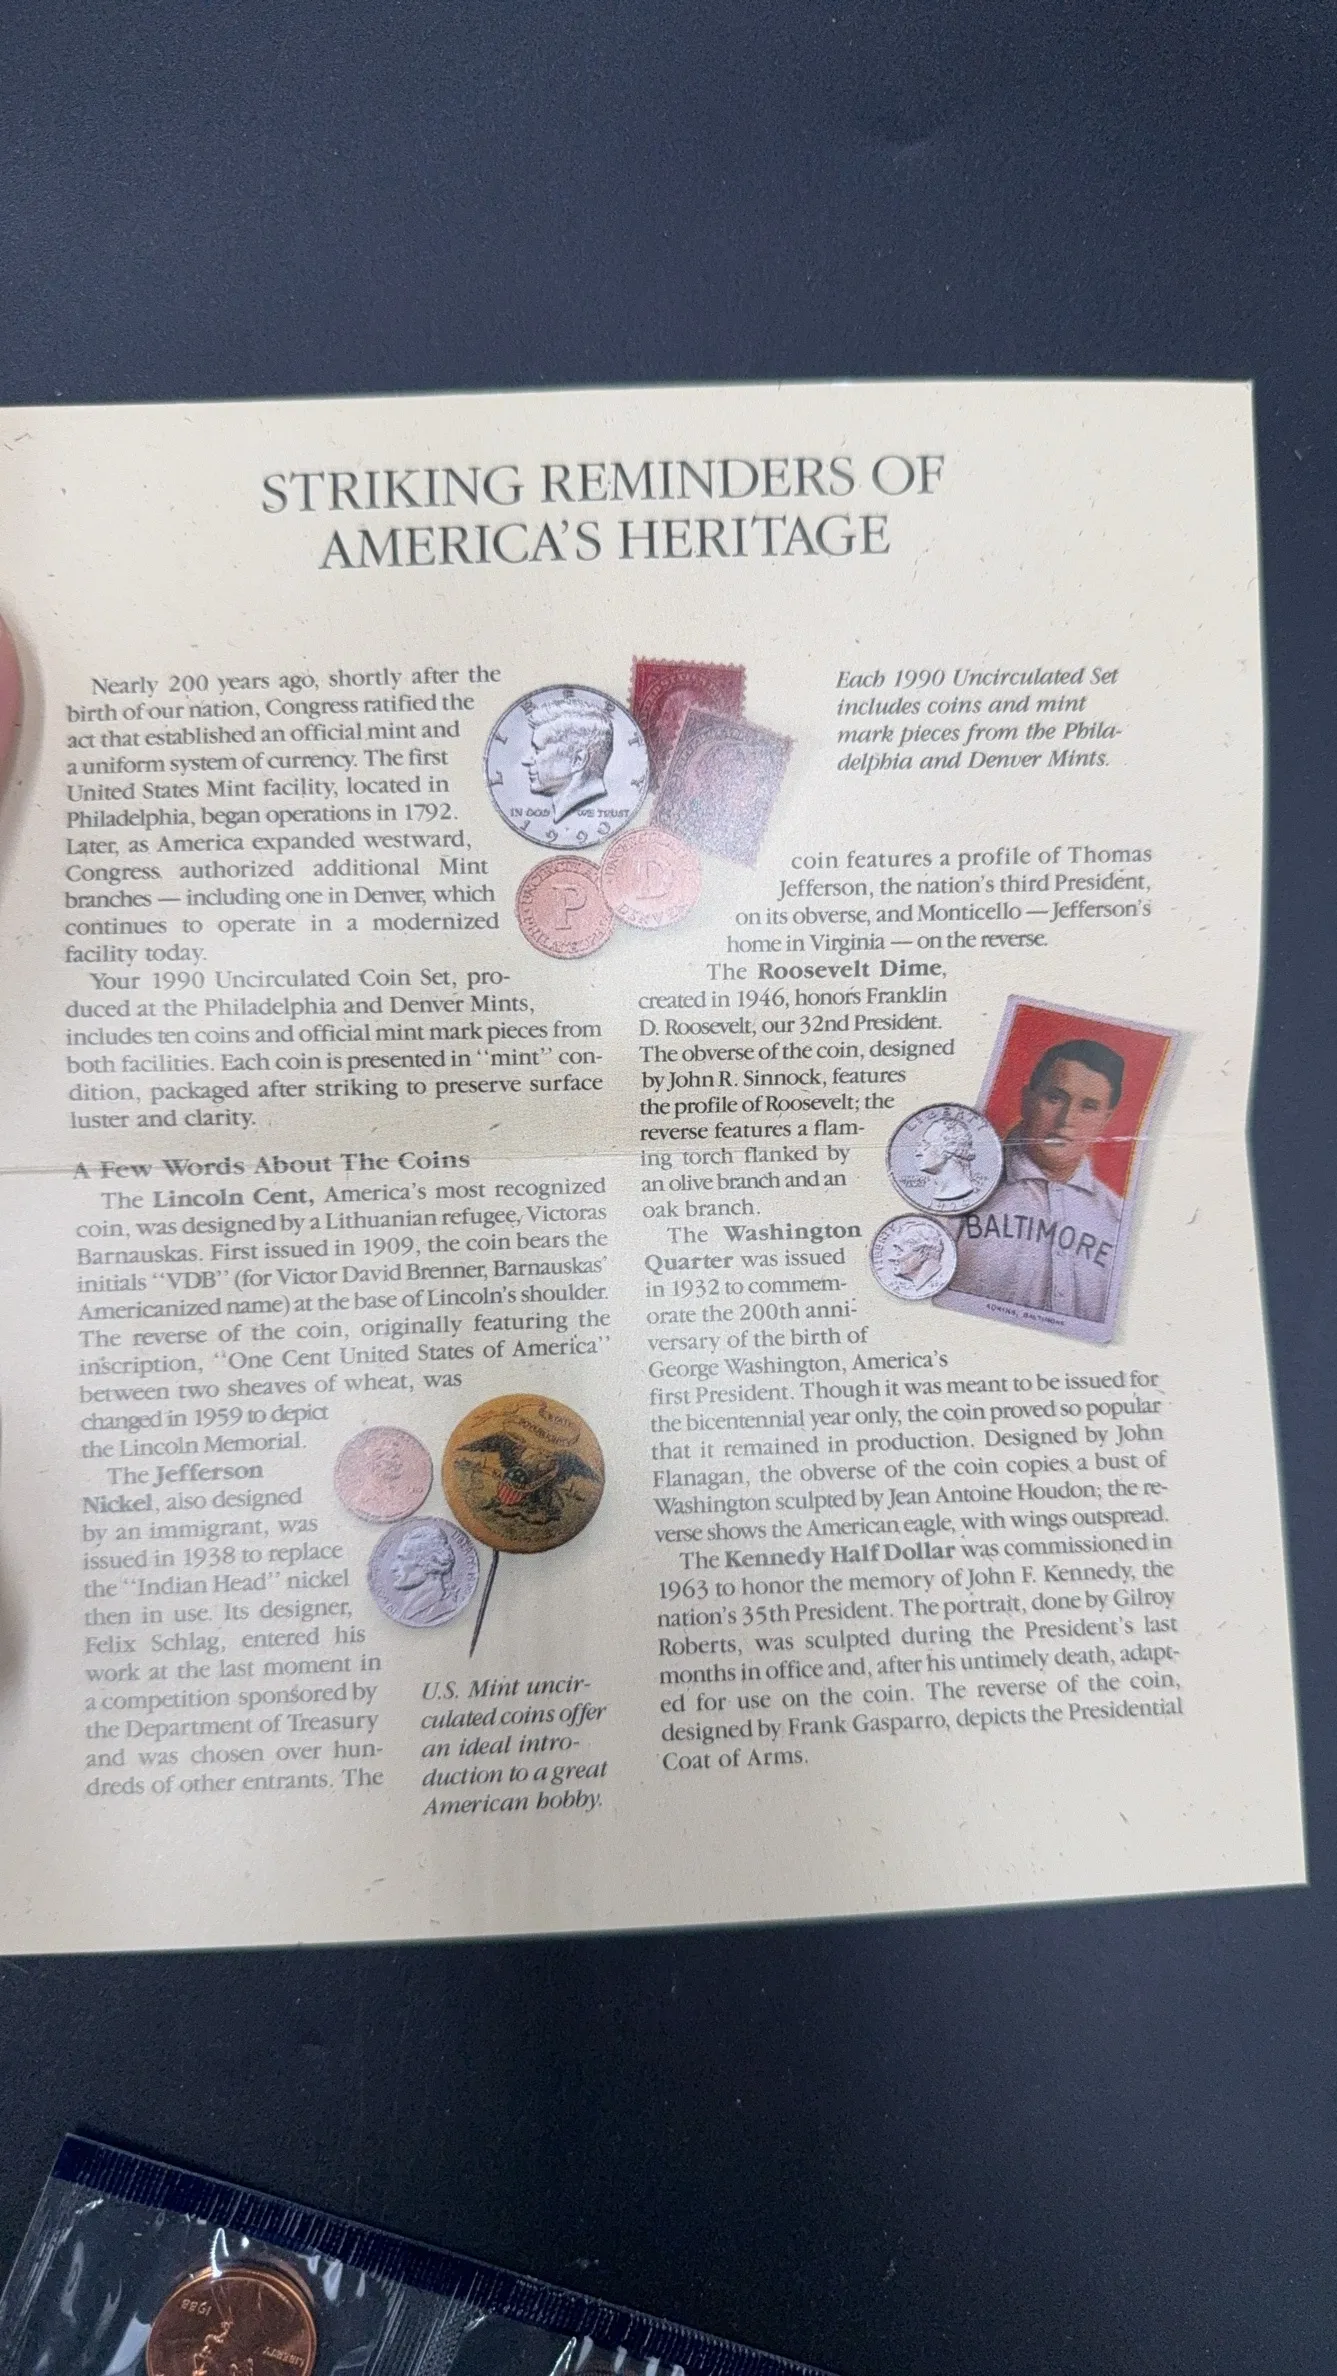 STRIKING REMINDERS OF
AMERICA'S HERITAGE
Nearly 200 years ago, shortly after the
birth of our nation, Congress ratified the
act that established an official mint and
a uniform system of currency. The first
United States Mint facility, located in
Philadelphia, began operations in 1792.
Later, as America expanded westward,
Congress authorized additional Mint
branches — including one in Denver, which
continues to operate in a modernized
facility today.
Your 1990 Uncirculated Coin Set, pro-
duced at the Philadelphia and Denver Mints,
includes ten coins and official mint mark pieces from
both facilities. Each coin is presented in "mint" con-
dition, packaged after striking to preserve surface
luster and clarity.
A Few Words About The Coins
The Lincoln Cent, America's most recognized
coin, was designed by a Lithuanian refugee, Victoras
Barnauskas. First issued in 1909, the coin bears the
initials "VDB" (for Victor David Brenner, Barnauskas'
Americanized name) at the base of Lincoln's shoulder.
The reverse of the coin, originally featuring the
inscription, "One Cent United States of America"
between two sheaves of wheat, was
changed in 1959 to depict
the Lincoln Memorial.
The Jefferson
Nickel, also designed
by an immigrant, was
issued in 1938 to replace
the "Indian Head" nickel
then in use. Its designer,
Felix Schlag, entered his
work at the last moment in
a competition sponsored by
the Department of Treasury
and was chosen over hun-
dreds of other entrants. The
U.S. Mint uncir-
culated coins offer
an ideal intro-
duction to a great
American hobby.
LIBERTY
IN GOD WE TRUST
1990
P
D
Each 1990 Uncirculated Set
includes coins and mint
mark pieces from the Phila-
delphia and Denver Mints.
coin features a profile of Thomas
Jefferson, the nation's third President,
on its obverse, and Monticello — Jefferson's
home in Virginia — on the reverse.
The Roosevelt Dime,
created in 1946, honors Franklin
D. Roosevelt, our 32nd President.
The obverse of the coin, designed
by John R. Sinnock, features
the profile of Roosevelt; the
reverse features a flam-
ing torch flanked by
an olive branch and an
oak branch.
The Washington
Quarter was issued
in 1932 to commem-
orate the 200th anni-
versary of the birth of
George Washington, America's
first President. Though it was meant to be issued for
the bicentennial year only, the coin proved so popular
that it remained in production. Designed by John
Flanagan, the obverse of the coin copies a bust of
Washington sculpted by Jean Antoine Houdon; the re-
verse shows the American eagle, with wings outspread.
The Kennedy Half Dollar was commissioned in
1963 to honor the memory of John F. Kennedy, the
nation's 35th President. The portrait, done by Gilroy
Roberts, was sculpted during the President's last
months in office and, after his untimely death, adapt-
ed for use on the coin. The reverse of the coin,
designed by Frank Gasparro, depicts the Presidential
Coat of Arms.
LIBERTY
LIBERTY
BALTIMORE
ADKINS, BALTIMORE
1988
LIBERTY